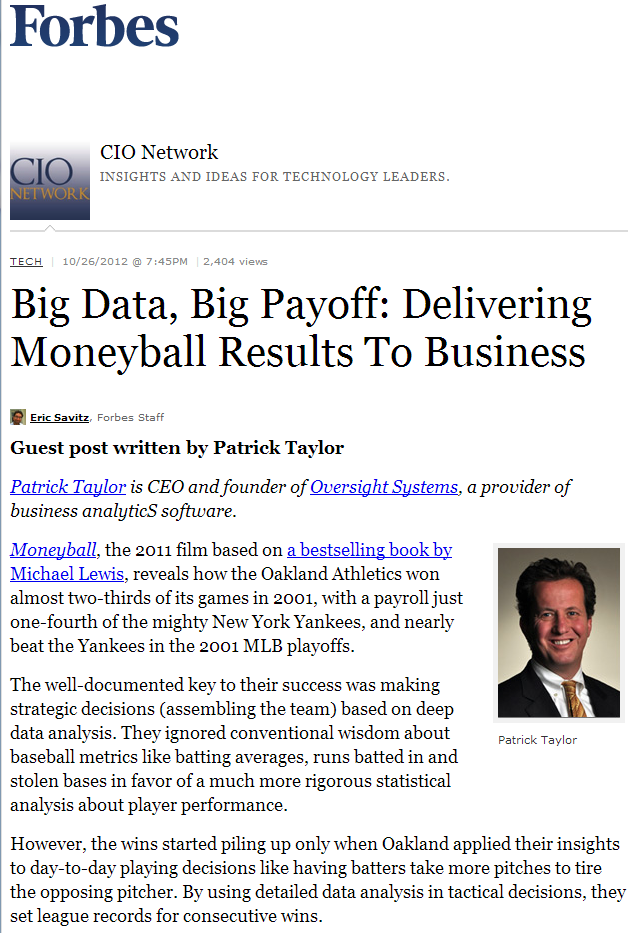 Forbes
CIO
NETWORK
CIO Network
INSIGHTS AND IDEAS FOR TECHNOLOGY LEADERS.
TECH | 10/26/2012 @ 7:45PM | 2,404 views
Big Data, Big Payoff: Delivering
Moneyball Results To Business
Eric Savitz, Forbes Staff
Guest post written by Patrick Taylor
Patrick Taylor is CEO and founder of Oversight Systems, a provider of
business analyticS software.
Moneyball, the 2011 film based on a bestselling book by
Michael Lewis, reveals how the Oakland Athletics won
almost two-thirds of its games in 2001, with a payroll just
one-fourth of the mighty New York Yankees, and nearly
beat the Yankees in the 2001 MLB playoffs.
Patrick Taylor
The well-documented key to their success was making
strategic decisions (assembling the team) based on deep
data analysis. They ignored conventional wisdom about
baseball metrics like batting averages, runs batted in and
stolen bases in favor of a much more rigorous statistical
analysis about player performance.
However, the wins started piling up only when Oakland applied their insights
to day-to-day playing decisions like having batters take more pitches to tire
the opposing pitcher. By using detailed data analysis in tactical decisions, they
set league records for consecutive wins.